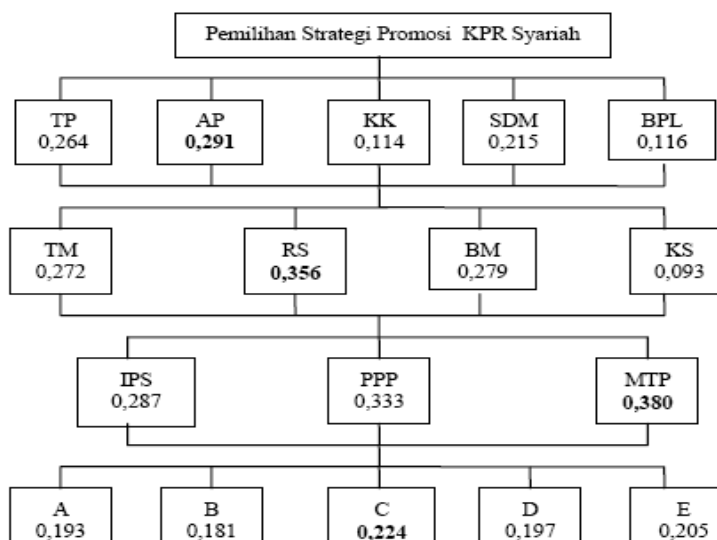 Pemilihan Strategi Promosi KPR Syariah
TP
0,264
AP
0,291
KK
0,114
SDM
0,215
BPL
0,116
TM
0,272
RS
0,356
BM
0,279
KS
0,093
IPS
0,287
PPP
0,333
MTP
0,380
A
0,193
B
0,181
C
0,224
D
0,197
E
0,205